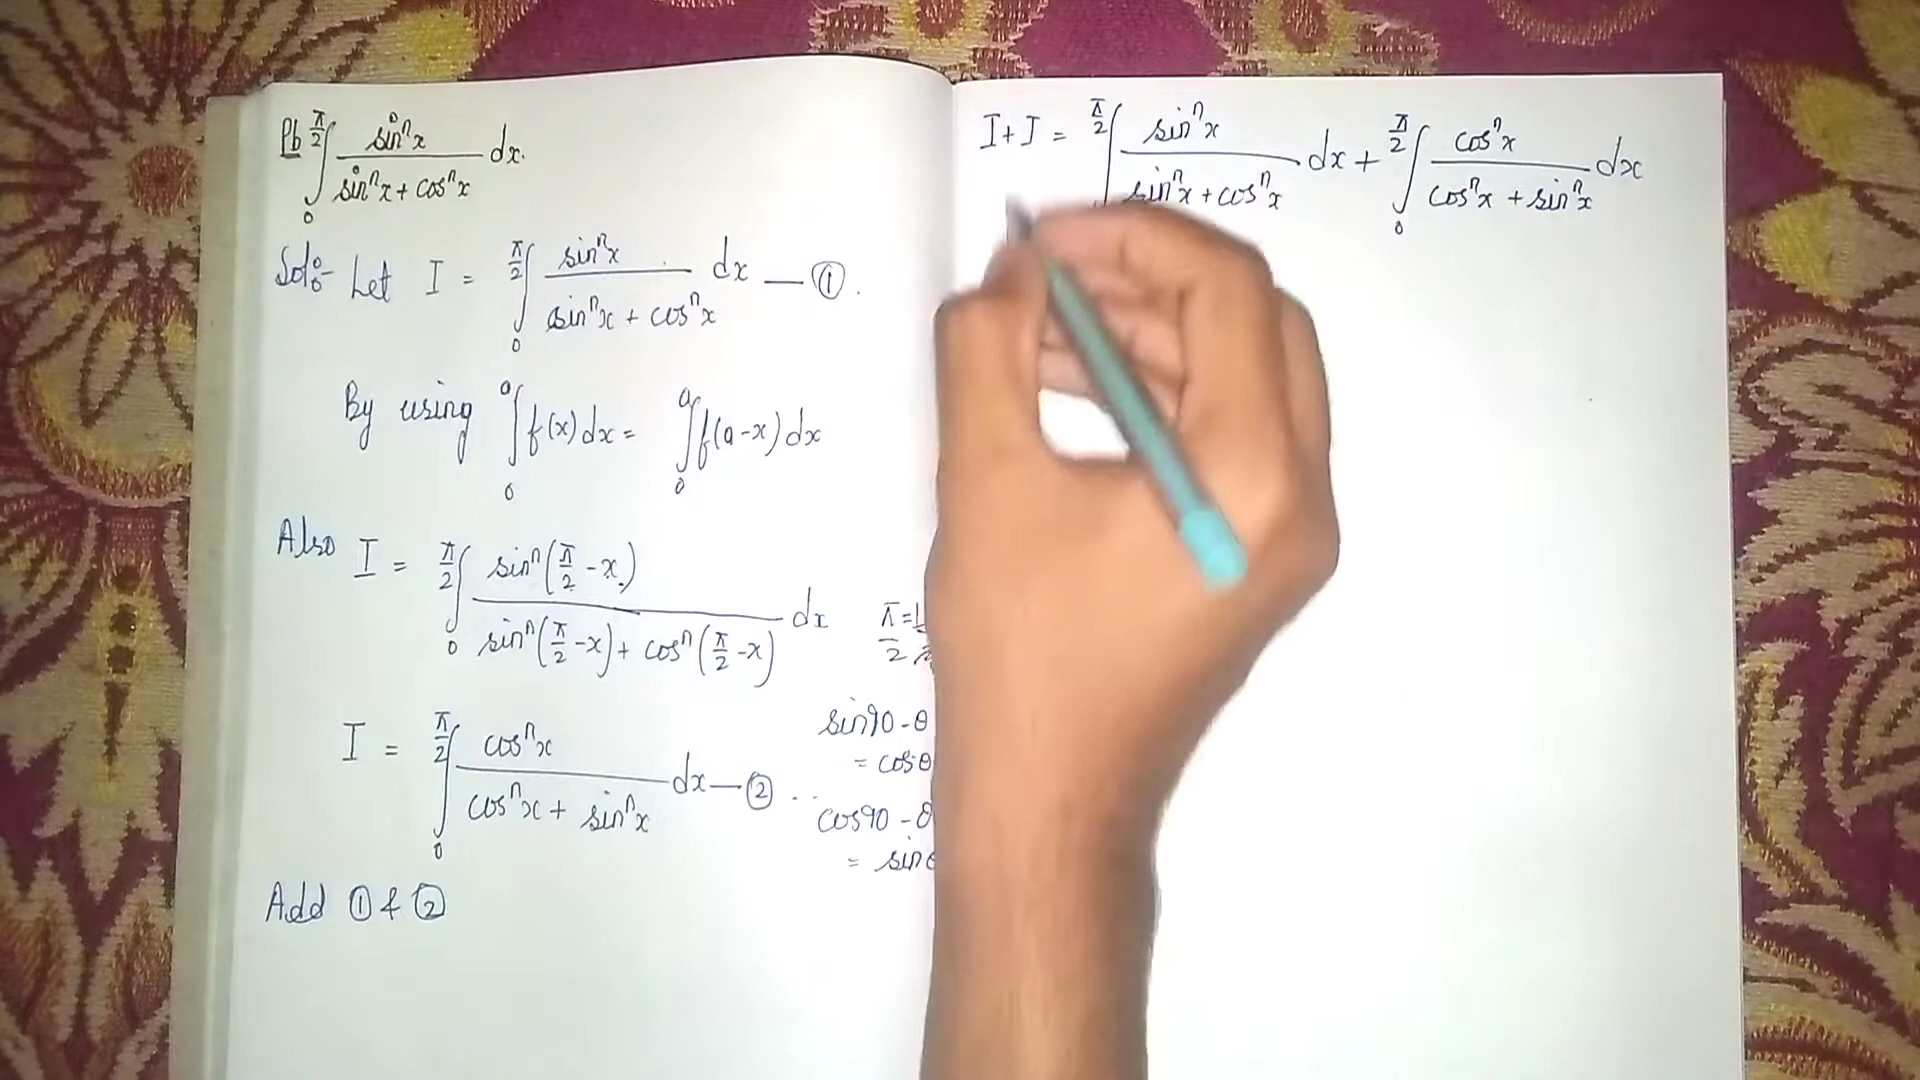 Pb ∫₀^(π/2) sinⁿx / (sinⁿx + cosⁿx) dx.
Sol:- Let I = ∫₀^(π/2) sinⁿx / (sinⁿx + cosⁿx) dx — ①.
By using ∫₀^a f(x) dx = ∫₀^a f(a-x) dx
Also I = ∫₀^(π/2) sinⁿ(π/2 - x) / (sinⁿ(π/2 - x) + cosⁿ(π/2 - x)) dx
I = ∫₀^(π/2) cosⁿx / (cosⁿx + sinⁿx) dx — ②
Add ① & ②
sin90 - θ
= cosθ
cos90 - θ
I + I = ∫^(π/2) sinⁿx / (sinⁿx + cosⁿx) dx + ∫₀^(π/2) cosⁿx / (cosⁿx + sinⁿx) dx